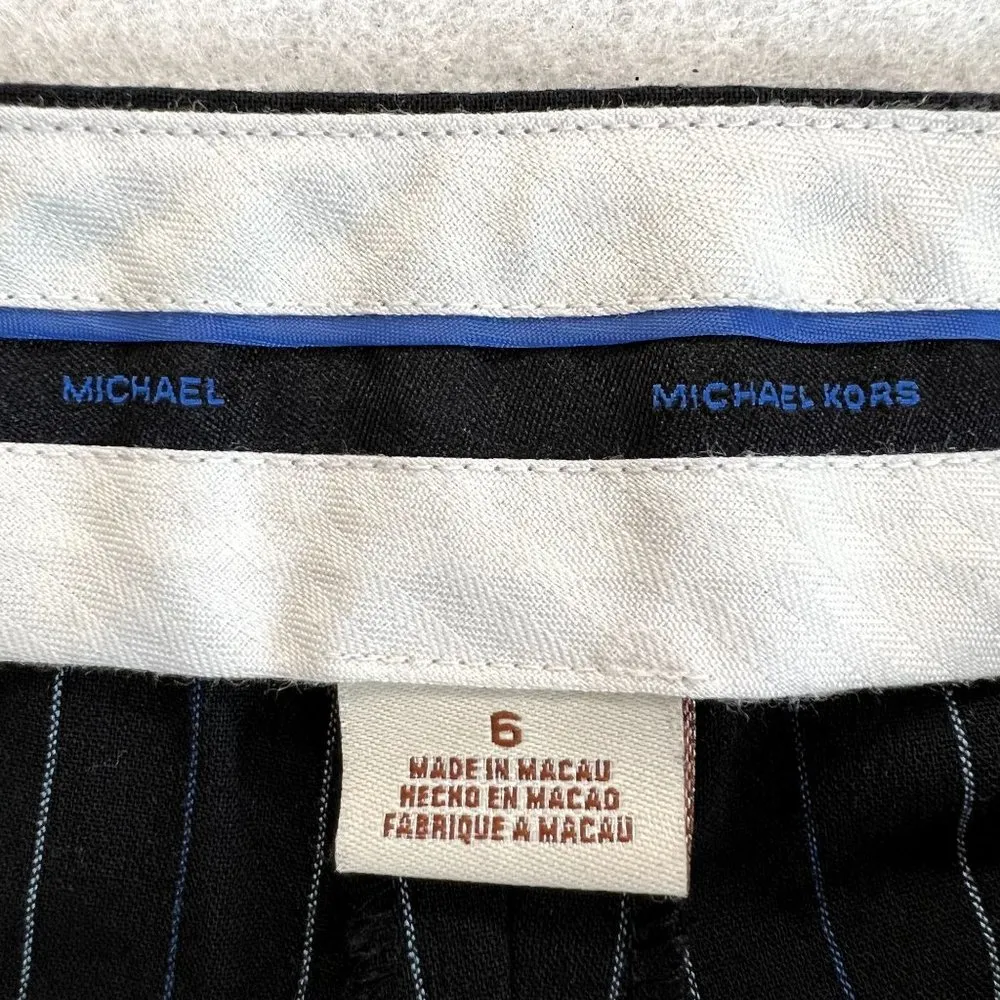 MICHAEL MICHAEL KORS
6
MADE IN MACAU
HECHO EN MACAO
FABRIQUE A MACAU